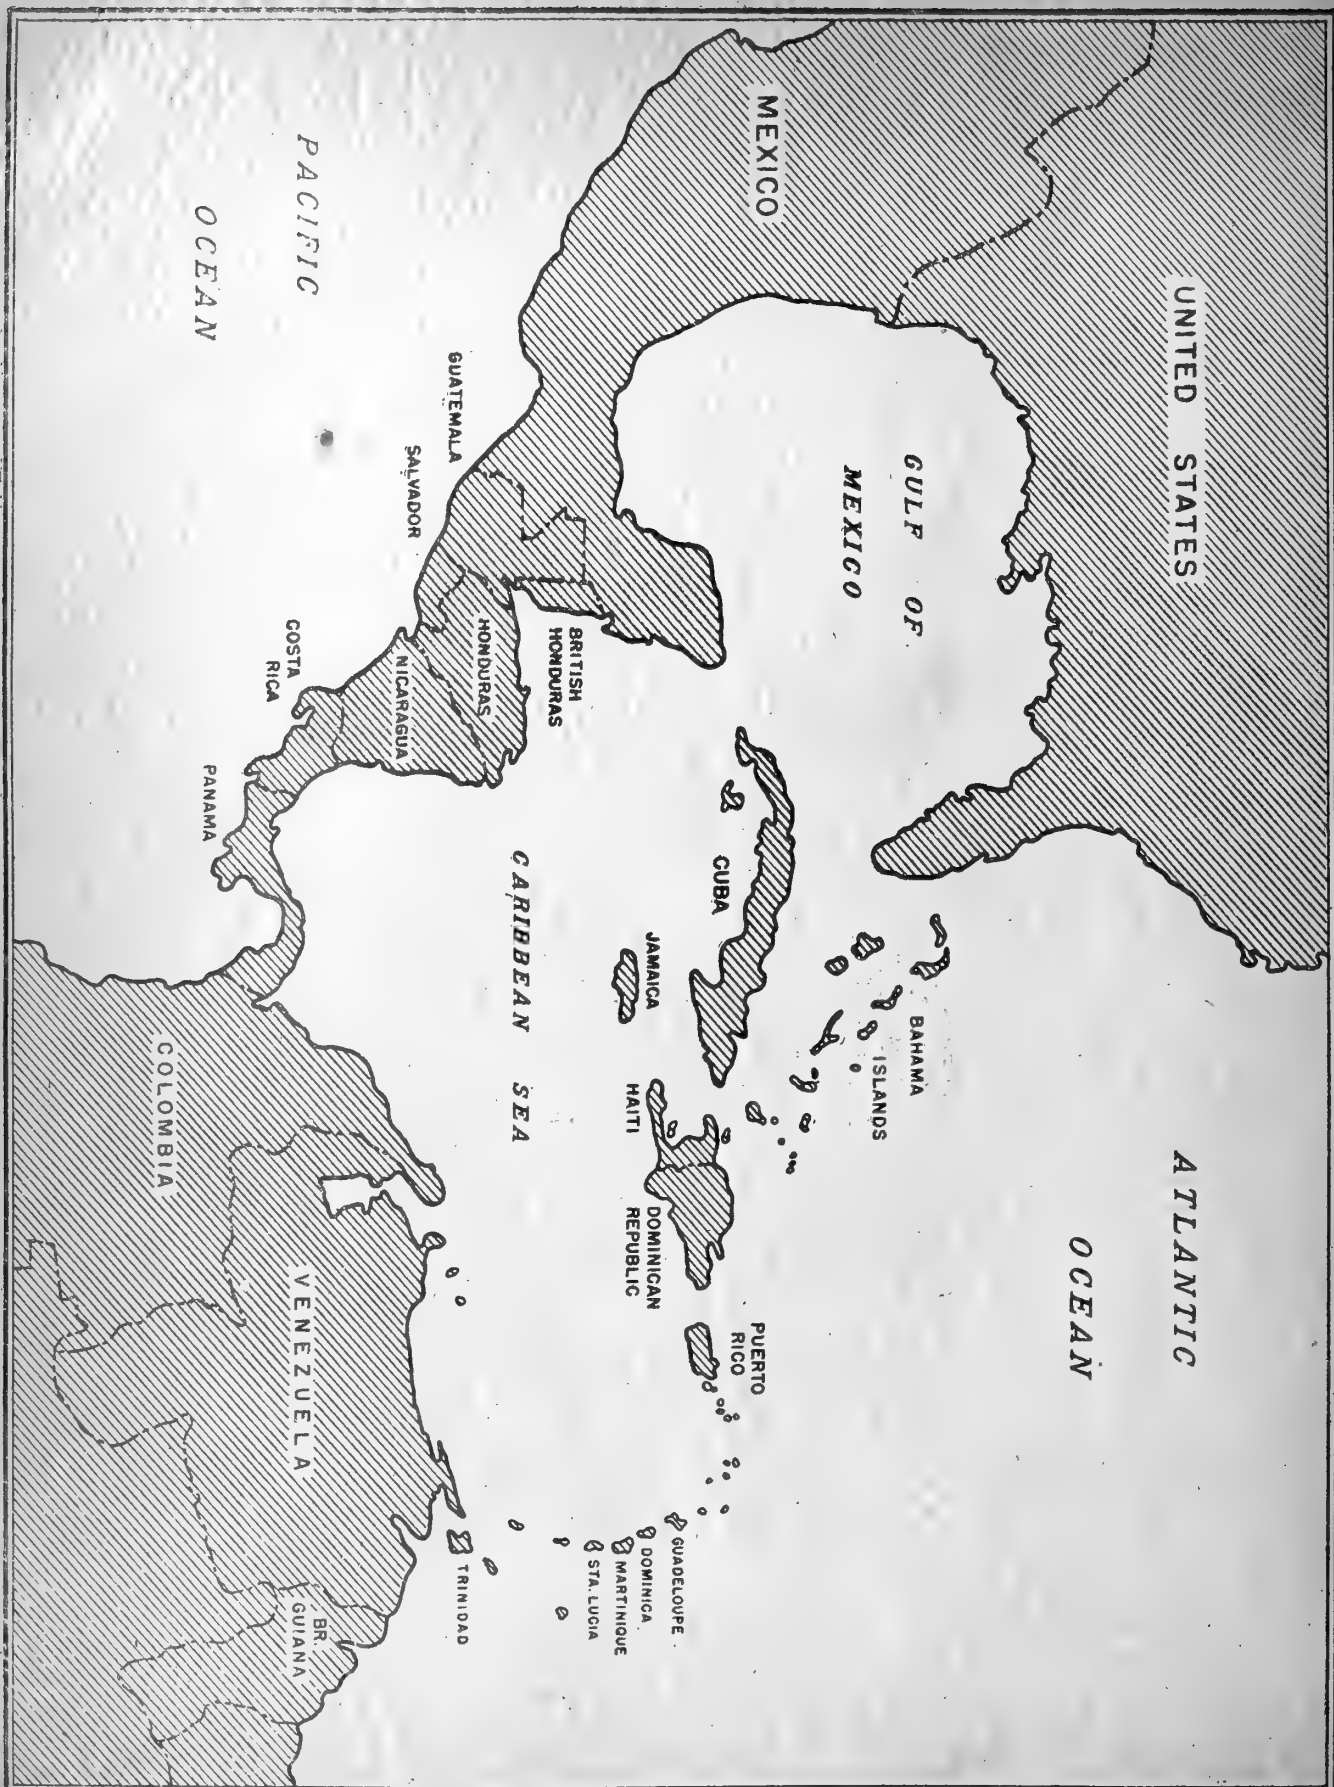 UNITED STATES
MEXICO
ATLANTIC
OCEAN
GULF OF
MEXICO
BAHAMA
ISLANDS
CUBA
PUERTO
RICO
JAMAICA
HAITI
DOMINICAN
REPUBLIC
GUADELOUPE
DOMINICA
MARTINIQUE
STA. LUCIA
BRITISH
HONDURAS
CARIBBEAN SEA
HONDURAS
GUATEMALA
SALVADOR
NICARAGUA
TRINIDAD
PACIFIC
OCEAN
COSTA
RICA
PANAMA
VENEZUELA
BR.
GUIANA
COLOMBIA